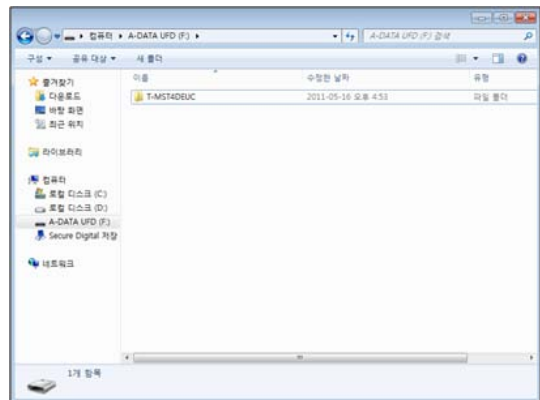 컴퓨터 ▸ A-DATA UFD (F:) ▸
A-DATA UFD (F:) 검색
구성 ▾ 공유 대상 ▾ 새 폴더
이름 수정한 날짜 유형
T-MST4DEUC 2011-05-16 오후 4:53 파일 폴더
즐겨찾기
다운로드
바탕 화면
최근 위치
라이브러리
컴퓨터
로컬 디스크 (C:)
로컬 디스크 (D:)
A-DATA UFD (F:)
Secure Digital 저장
네트워크
1개 항목